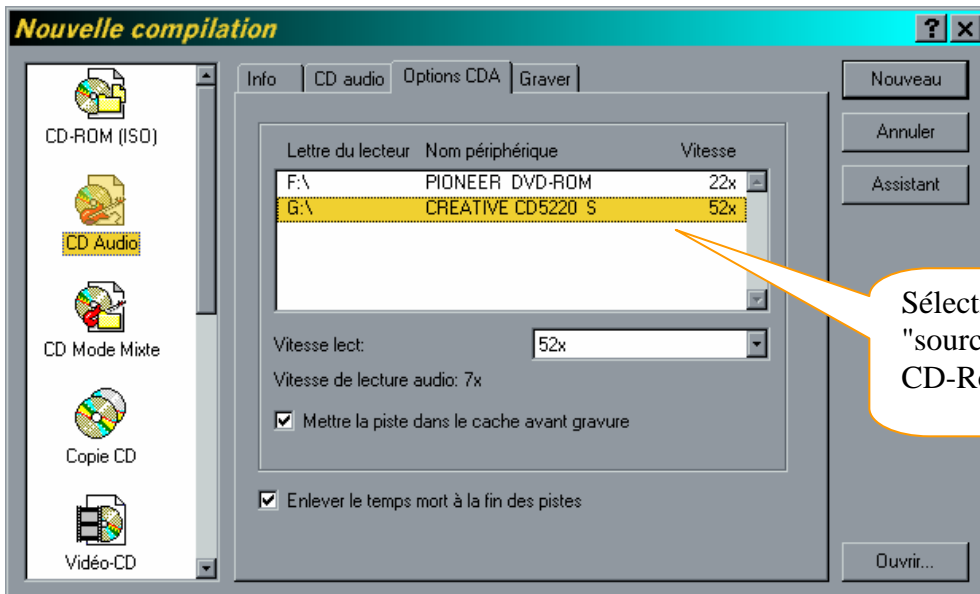 Nouvelle compilation
CD-ROM (ISO)
CD Audio
CD Mode Mixte
Copie CD
Vidéo-CD
Info CD audio Options CDA Graver
Lettre du lecteur Nom périphérique Vitesse
F:\ PIONEER DVD-ROM 22x
G:\ CREATIVE CD5220 S 52x
Vitesse lect: 52x
Vitesse de lecture audio: 7x
Mettre la piste dans le cache avant gravure
Enlever le temps mort à la fin des pistes
Nouveau
Annuler
Assistant
Ouvrir...